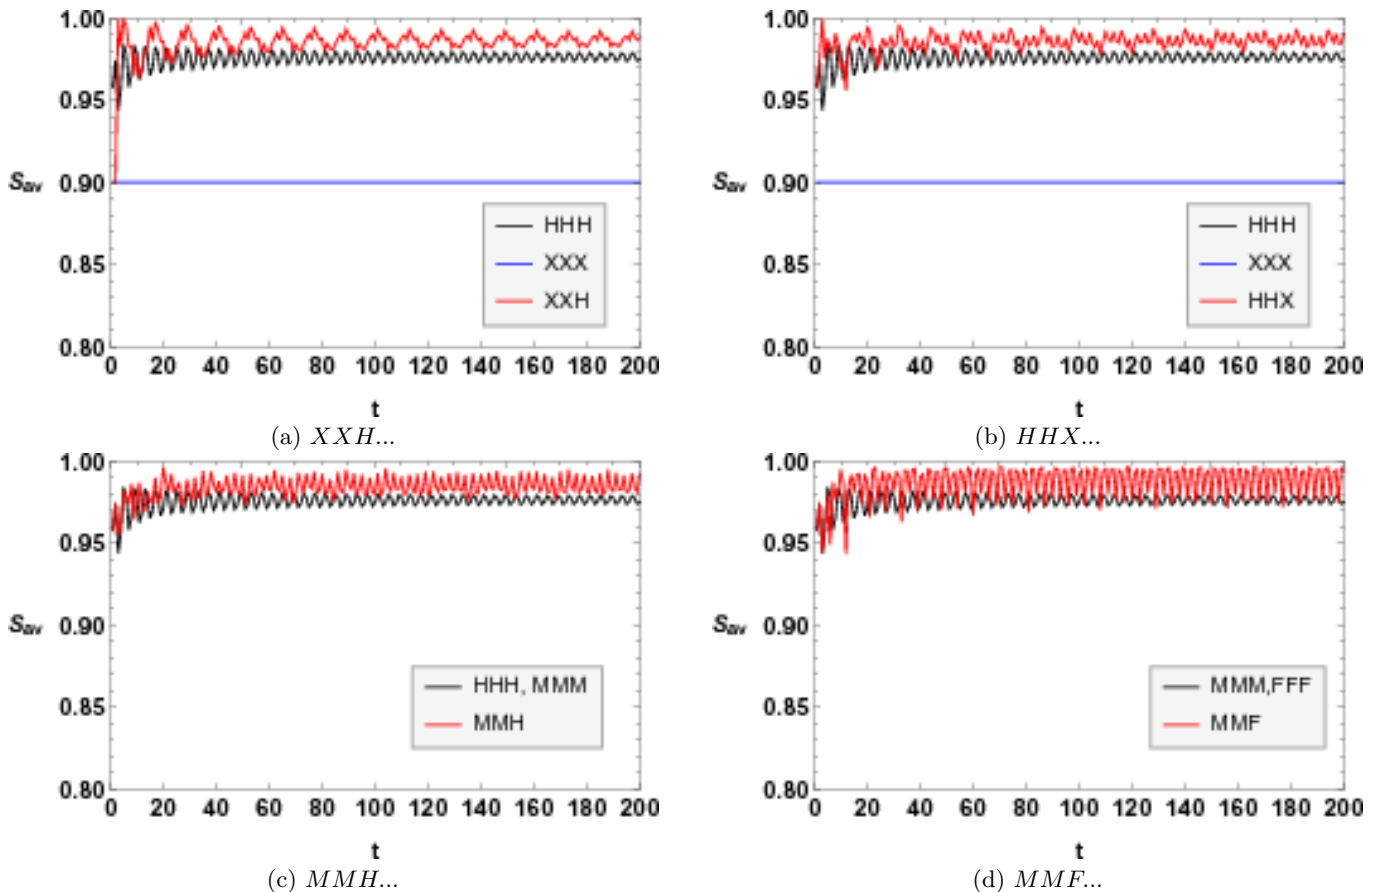 1.00
0.95
S_av 0.90
0.85
0.80
HHH
XXX
XXH
0 20 40 60 80 100 120 140 160 180 200
t
(a) XXH...
1.00
0.95
S_av 0.90
0.85
0.80
HHH
XXX
HHX
0 20 40 60 80 100 120 140 160 180 200
t
(b) HHX...
1.00
0.95
S_av 0.90
0.85
0.80
HHH, MMM
MMH
0 20 40 60 80 100 120 140 160 180 200
t
(c) MMH...
1.00
0.95
S_av 0.90
0.85
0.80
MMM,FFF
MMF
0 20 40 60 80 100 120 140 160 180 200
t
(d) MMF...